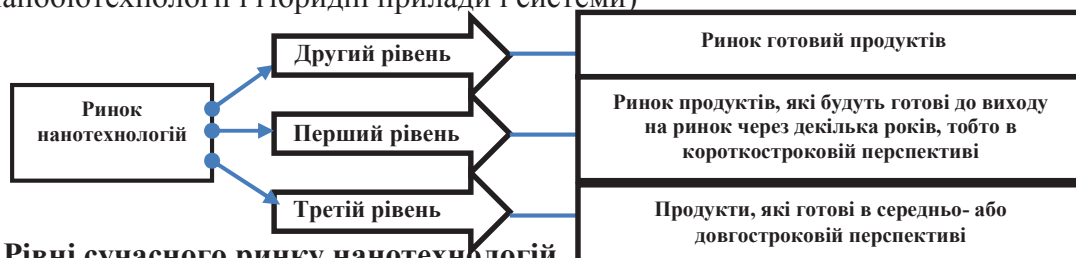 нанобіотехнології і гібридні прилади і системи)
Ринок
нанотехнологій
Другий рівень
Ринок готовий продуктів
Перший рівень
Ринок продуктів, які будуть готові до виходу
на ринок через декілька років, тобто в
короткостроковій перспективі
Третій рівень
Продукти, які готові в середньо- або
довгостроковій перспективі
Рівні сучасного ринку нанотехнологій